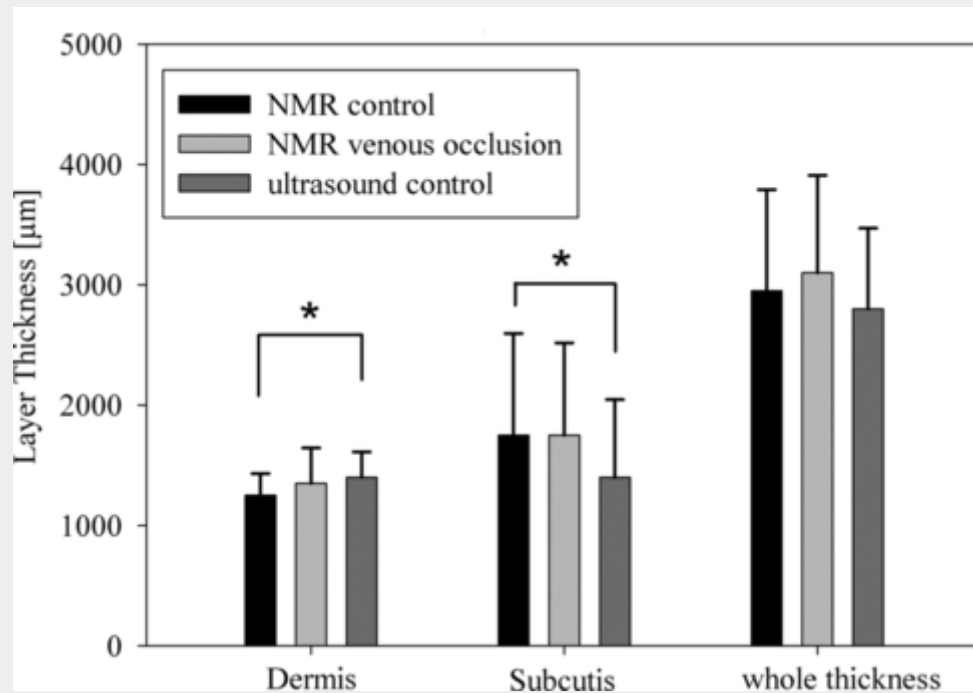 5000
4000
3000
2000
1000
0
Layer Thickness [µm]
NMR control
NMR venous occlusion
ultrasound control
*
*
Dermis
Subcutis
whole thickness